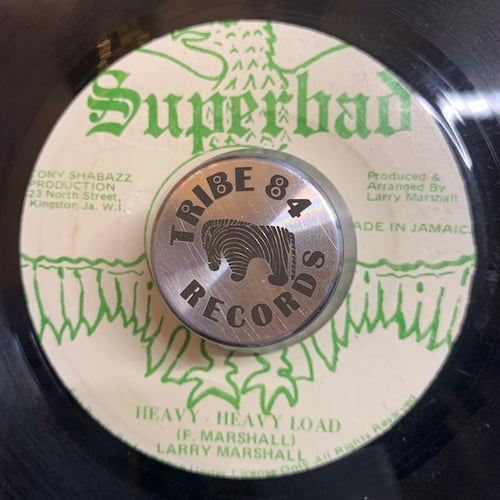 Superbad
TONY SHABAZZ
PRODUCTION
23 North Street,
Kingston Ja. W.I.
Produced &
Arranged By
Larry Marshall
MADE IN JAMAICA
TRIBE 84
RECORDS
HEAVY - HEAVY LOAD
(F. MARSHALL)
LARRY MARSHALL
Under License Only All Rights Reserved